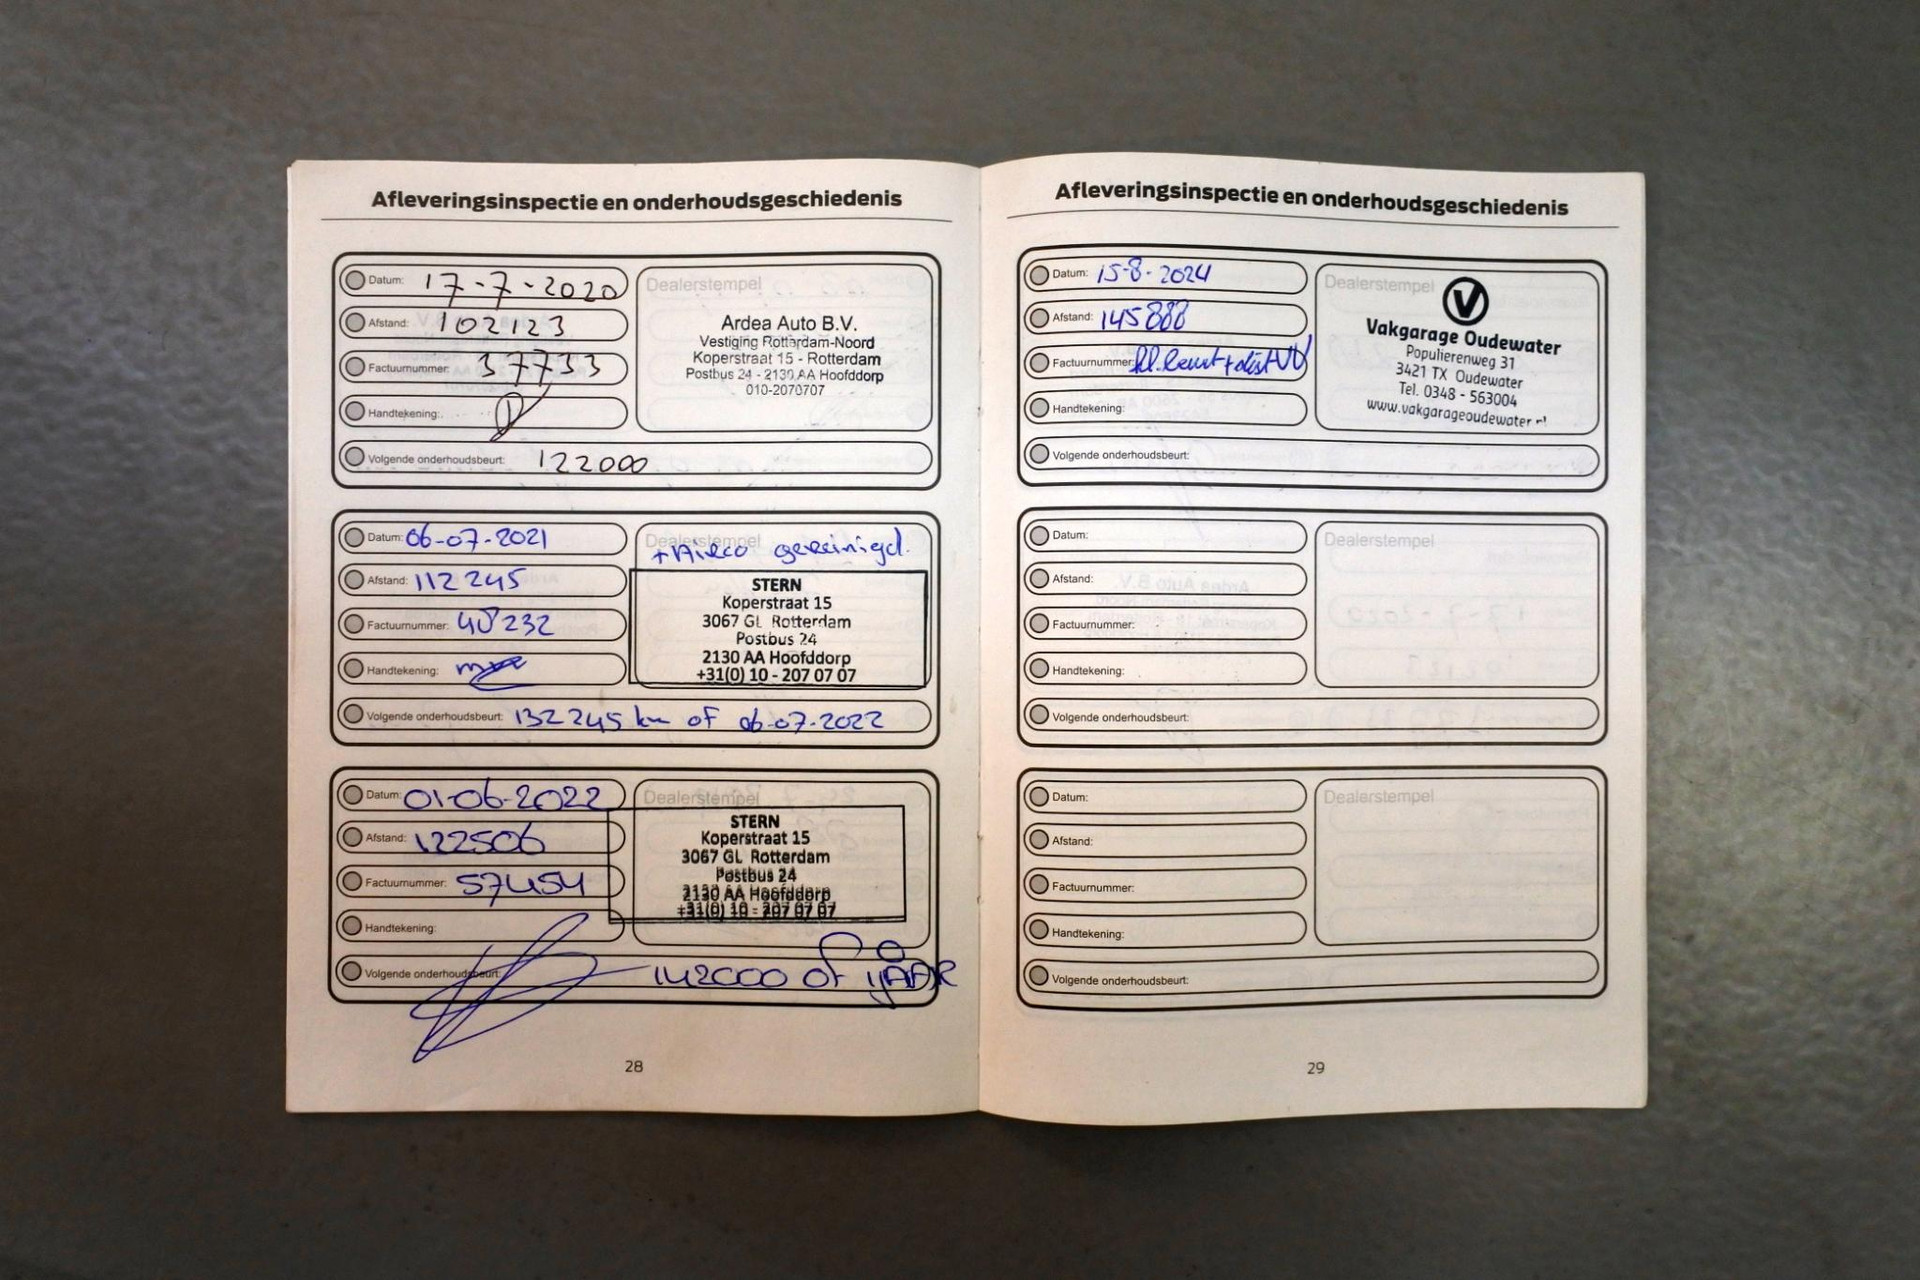 Afleveringsinspectie en onderhoudsgeschiedenis
Datum: 17-7-2020
Afstand: 102123
Factuurnummer: 37733
Handtekening:
Volgende onderhoudsbeurt: 122000
Dealerstempel
Ardea Auto B.V.
Vestiging Rotterdam-Noord
Koperstraat 15 - Rotterdam
Postbus 24 - 2130 AA Hoofddorp
010-2070707
Datum: 06-07-2021
Afstand: 112245
Factuurnummer: 48232
Handtekening:
Volgende onderhoudsbeurt: 132245 km of 06-07-2022
Dealerstempel
+ Airco gereinigd.
STERN
Koperstraat 15
3067 GL Rotterdam
Postbus 24
2130 AA Hoofddorp
+31(0) 10 - 207 07 07
Datum: 01-06-2022
Afstand: 122506
Factuurnummer: 57454
Handtekening:
Volgende onderhoudsbeurt: 142000 of 1 JAAR
Dealerstempel
STERN
Koperstraat 15
3067 GL Rotterdam
Postbus 24
2130 AA Hoofddorp
+31(0) 10 - 207 07 07
28
Afleveringsinspectie en onderhoudsgeschiedenis
Datum: 15-8-2024
Afstand: 145888
Factuurnummer:
Handtekening:
Volgende onderhoudsbeurt:
Dealerstempel
V
Vakgarage Oudewater
Populierenweg 31
3421 TX Oudewater
Tel. 0348 - 563004
www.vakgarageoudewater.nl
Datum:
Afstand:
Factuurnummer:
Handtekening:
Volgende onderhoudsbeurt:
Dealerstempel
Datum:
Afstand:
Factuurnummer:
Handtekening:
Volgende onderhoudsbeurt:
Dealerstempel
29